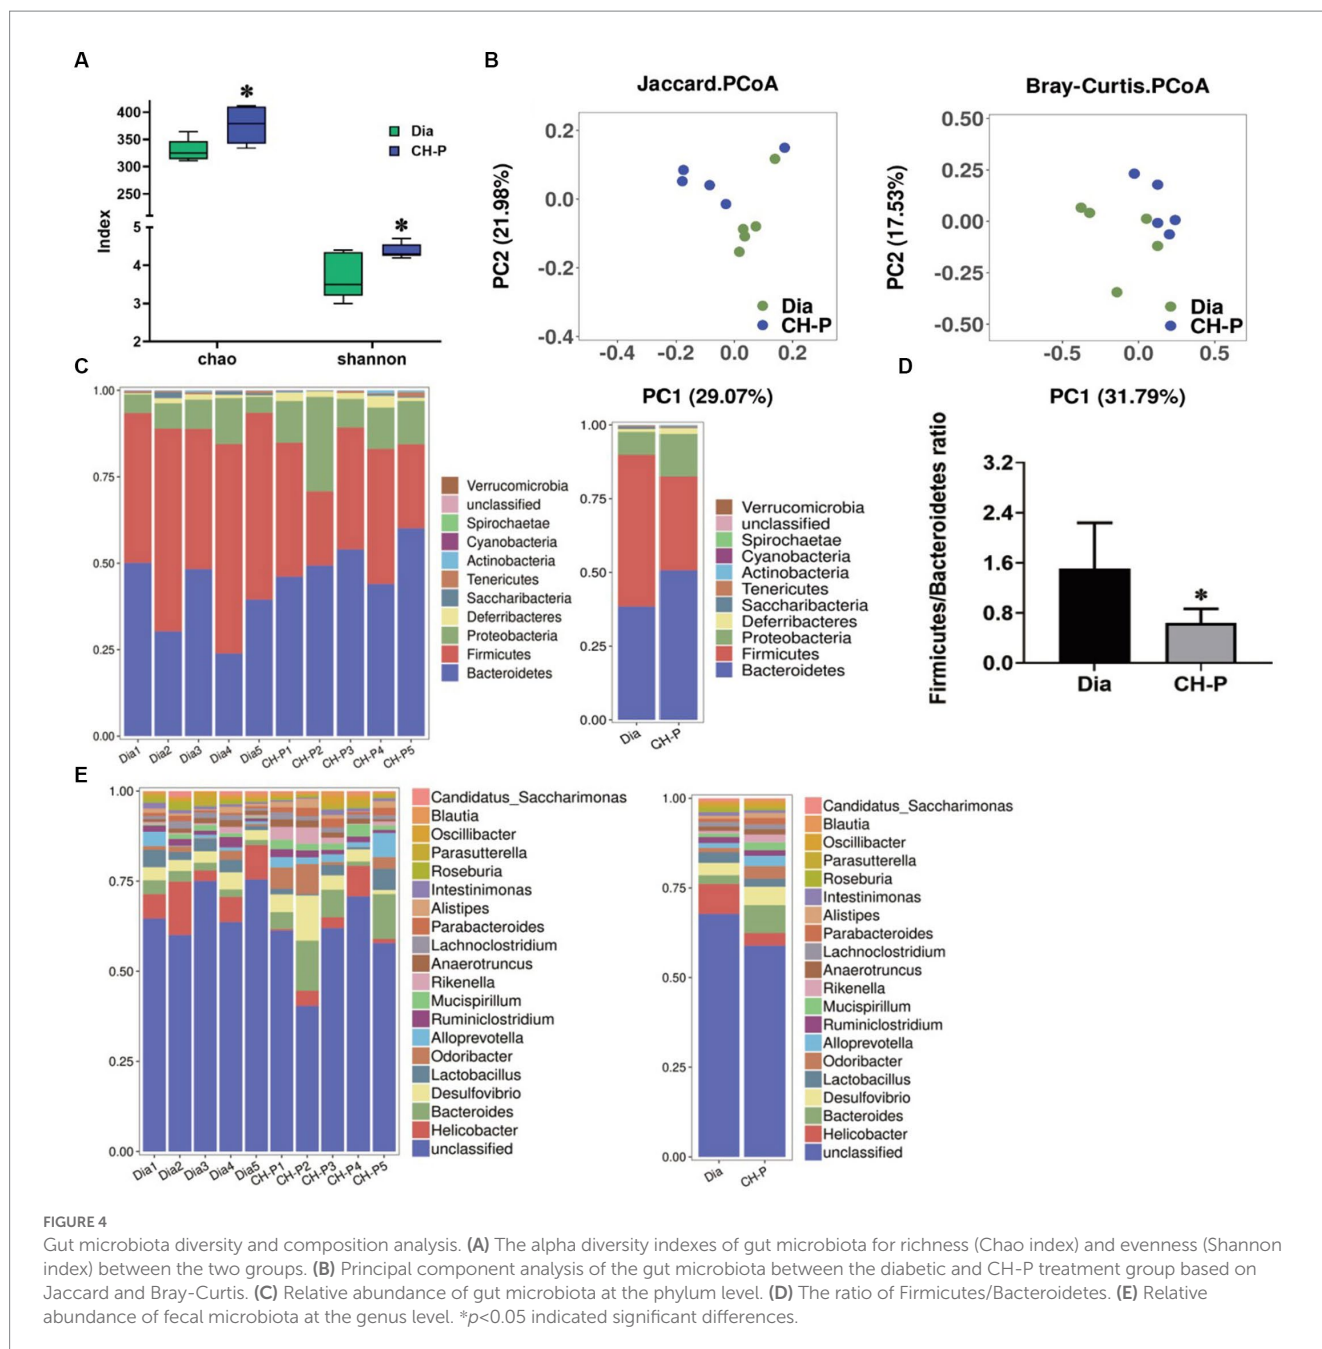 A
*
400
350
300
250
5
4
3
2
Index
*
Dia
CH-P
chao
shannon
B
Jaccard.PCoA
0.2
0.0
-0.2
-0.4
PC2 (21.98%)
Dia
CH-P
-0.4
-0.2
0.0
0.2
PC1 (29.07%)
Bray-Curtis.PCoA
0.50
0.25
0.00
-0.25
-0.50
PC2 (17.53%)
Dia
CH-P
-0.5
0.0
0.5
PC1 (31.79%)
C
1.00
0.75
0.50
0.25
0.00
Dia1
Dia2
Dia3
Dia4
Dia5
CH-P1
CH-P2
CH-P3
CH-P4
CH-P5
Verrucomicrobia
unclassified
Spirochaetae
Cyanobacteria
Actinobacteria
Tenericutes
Saccharibacteria
Deferribacteres
Proteobacteria
Firmicutes
Bacteroidetes
1.00
0.75
0.50
0.25
0.00
Dia
CH-P
Verrucomicrobia
unclassified
Spirochaetae
Cyanobacteria
Actinobacteria
Tenericutes
Saccharibacteria
Deferribacteres
Proteobacteria
Firmicutes
Bacteroidetes
D
Firmicutes/Bacteroidetes ratio
3.2
2.4
1.6
0.8
0.0
*
Dia
CH-P
E
1.00
0.75
0.50
0.25
0.00
Dia1
Dia2
Dia3
Dia4
Dia5
CH-P1
CH-P2
CH-P3
CH-P4
CH-P5
Candidatus_Saccharimonas
Blautia
Oscillibacter
Parasutterella
Roseburia
Intestinimonas
Alistipes
Parabacteroides
Lachnoclostridium
Anaerotruncus
Rikenella
Mucispirillum
Ruminiclostridium
Alloprevotella
Odoribacter
Lactobacillus
Desulfovibrio
Bacteroides
Helicobacter
unclassified
1.00
0.75
0.50
0.25
0.00
Dia
CH-P
Candidatus_Saccharimonas
Blautia
Oscillibacter
Parasutterella
Roseburia
Intestinimonas
Alistipes
Parabacteroides
Lachnoclostridium
Anaerotruncus
Rikenella
Mucispirillum
Ruminiclostridium
Alloprevotella
Odoribacter
Lactobacillus
Desulfovibrio
Bacteroides
Helicobacter
unclassified
FIGURE 4
Gut microbiota diversity and composition analysis. (A) The alpha diversity indexes of gut microbiota for richness (Chao index) and evenness (Shannon
index) between the two groups. (B) Principal component analysis of the gut microbiota between the diabetic and CH-P treatment group based on
Jaccard and Bray-Curtis. (C) Relative abundance of gut microbiota at the phylum level. (D) The ratio of Firmicutes/Bacteroidetes. (E) Relative
abundance of fecal microbiota at the genus level. *p<0.05 indicated significant differences.